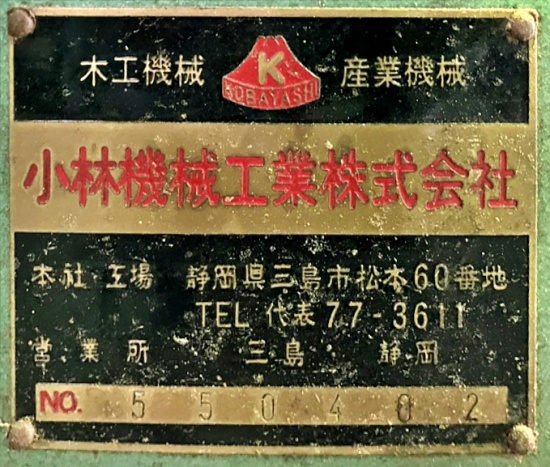 木工機械 K 産業機械
KOBAYASHI
小林機械工業株式会社
本社 工場 静岡県三島市松本60番地
TEL 代表 77-3611
営業所 三島 静岡
NO. 550402